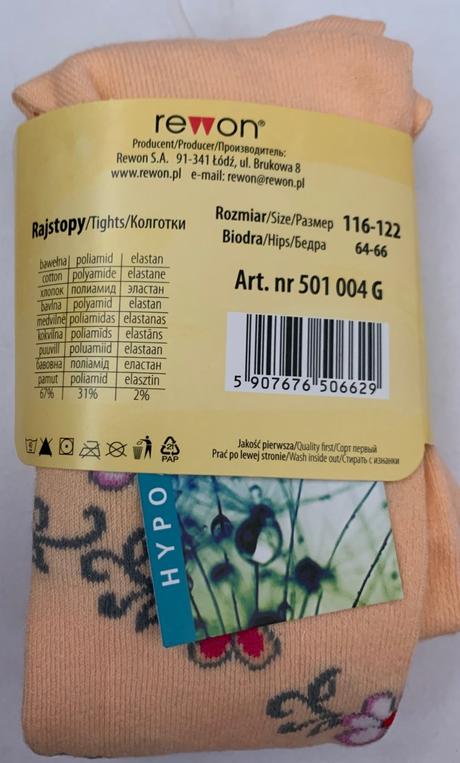 rewon®
Producent/Producer/Производитель:
Rewon S.A. 91-341 Łódź, ul. Brukowa 8
www.rewon.pl e-mail: rewon@rewon.pl
Rajstopy/Tights/Колготки
Rozmiar/Size/Размер 116-122
Biodra/Hips/Бедра 64-66
bawełna poliamid elastan
cotton polyamide elastane
хлопок полиамид эластан
bavlna polyamid elastan
medvilnė poliamidas elastanas
kokvilna poliamīds elastāns
puuvill poluamiid elastaan
бавовна поліамід еластан
pamut poliamid elasztin
67% 31% 2%
Art. nr 501 004 G
5 907676 506629
21
PAP
Jakość pierwsza/Quality first/Сорт первый
Prać po lewej stronie/Wash inside out/Стирать с изнанки
HYPO